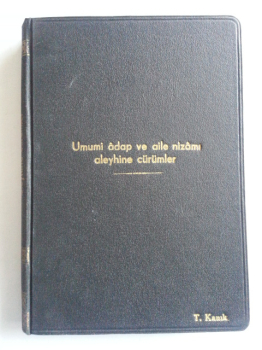 Umumi âdap ve aile nizâmı
aleyhine cürümler
T. Kazık